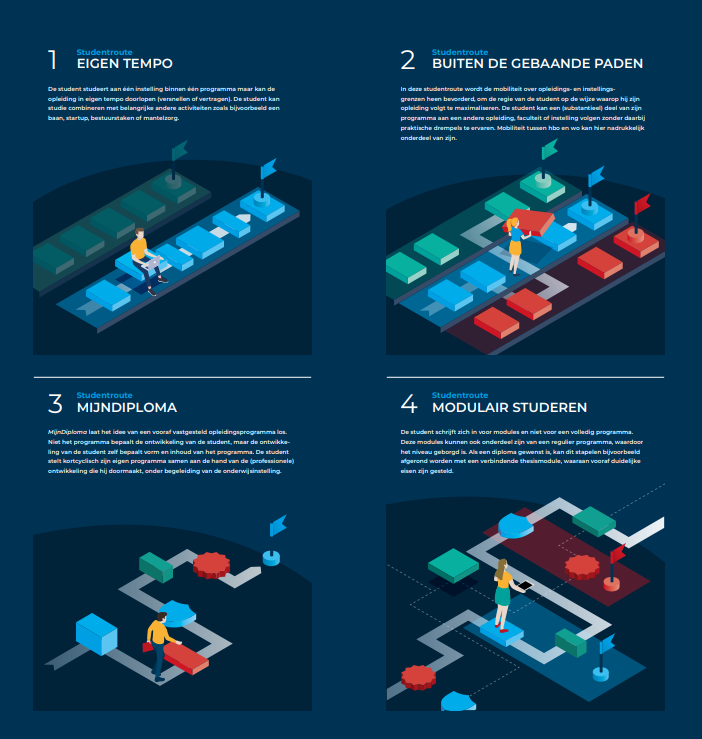 1
Studentroute
EIGEN TEMPO
De student studeert aan één instelling binnen één programma maar kan de
opleiding in eigen tempo doorlopen (versnellen of vertragen). De student kan
studie combineren met belangrijke andere activiteiten zoals bijvoorbeeld een
baan, startup, bestuurstaken of mantelzorg.
2
Studentroute
BUITEN DE GEBAANDE PADEN
In deze studentroute wordt de mobiliteit over opleidings- en instellings-
grenzen heen bevorderd, om de regie van de student op de wijze waarop hij zijn
opleiding volgt te maximaliseren. De student kan een (substantieel) deel van zijn
programma aan een andere opleiding, faculteit of instelling volgen zonder daarbij
praktische drempels te ervaren. Mobiliteit tussen hbo en wo kan hier nadrukkelijk
onderdeel van zijn.
3
Studentroute
MIJNDIPLOMA
MijnDiploma laat het idee van een vooraf vastgesteld opleidingsprogramma los.
Niet het programma bepaalt de ontwikkeling van de student, maar de ontwikke-
ling van de student zelf bepaalt vorm en inhoud van het programma. De student
stelt kortcyclisch zijn eigen programma samen aan de hand van de (professionele)
ontwikkeling die hij doormaakt, onder begeleiding van de onderwijsinstelling.
4
Studentroute
MODULAIR STUDEREN
De student schrijft zich in voor modules en niet voor een volledig programma.
Deze modules kunnen ook onderdeel zijn van een regulier programma, waardoor
het niveau geborgd is. Als een diploma gewenst is, kan dit stapelen bijvoorbeeld
afgerond worden met een verbindende thesismodule, waaraan vooraf duidelijke
eisen zijn gesteld.